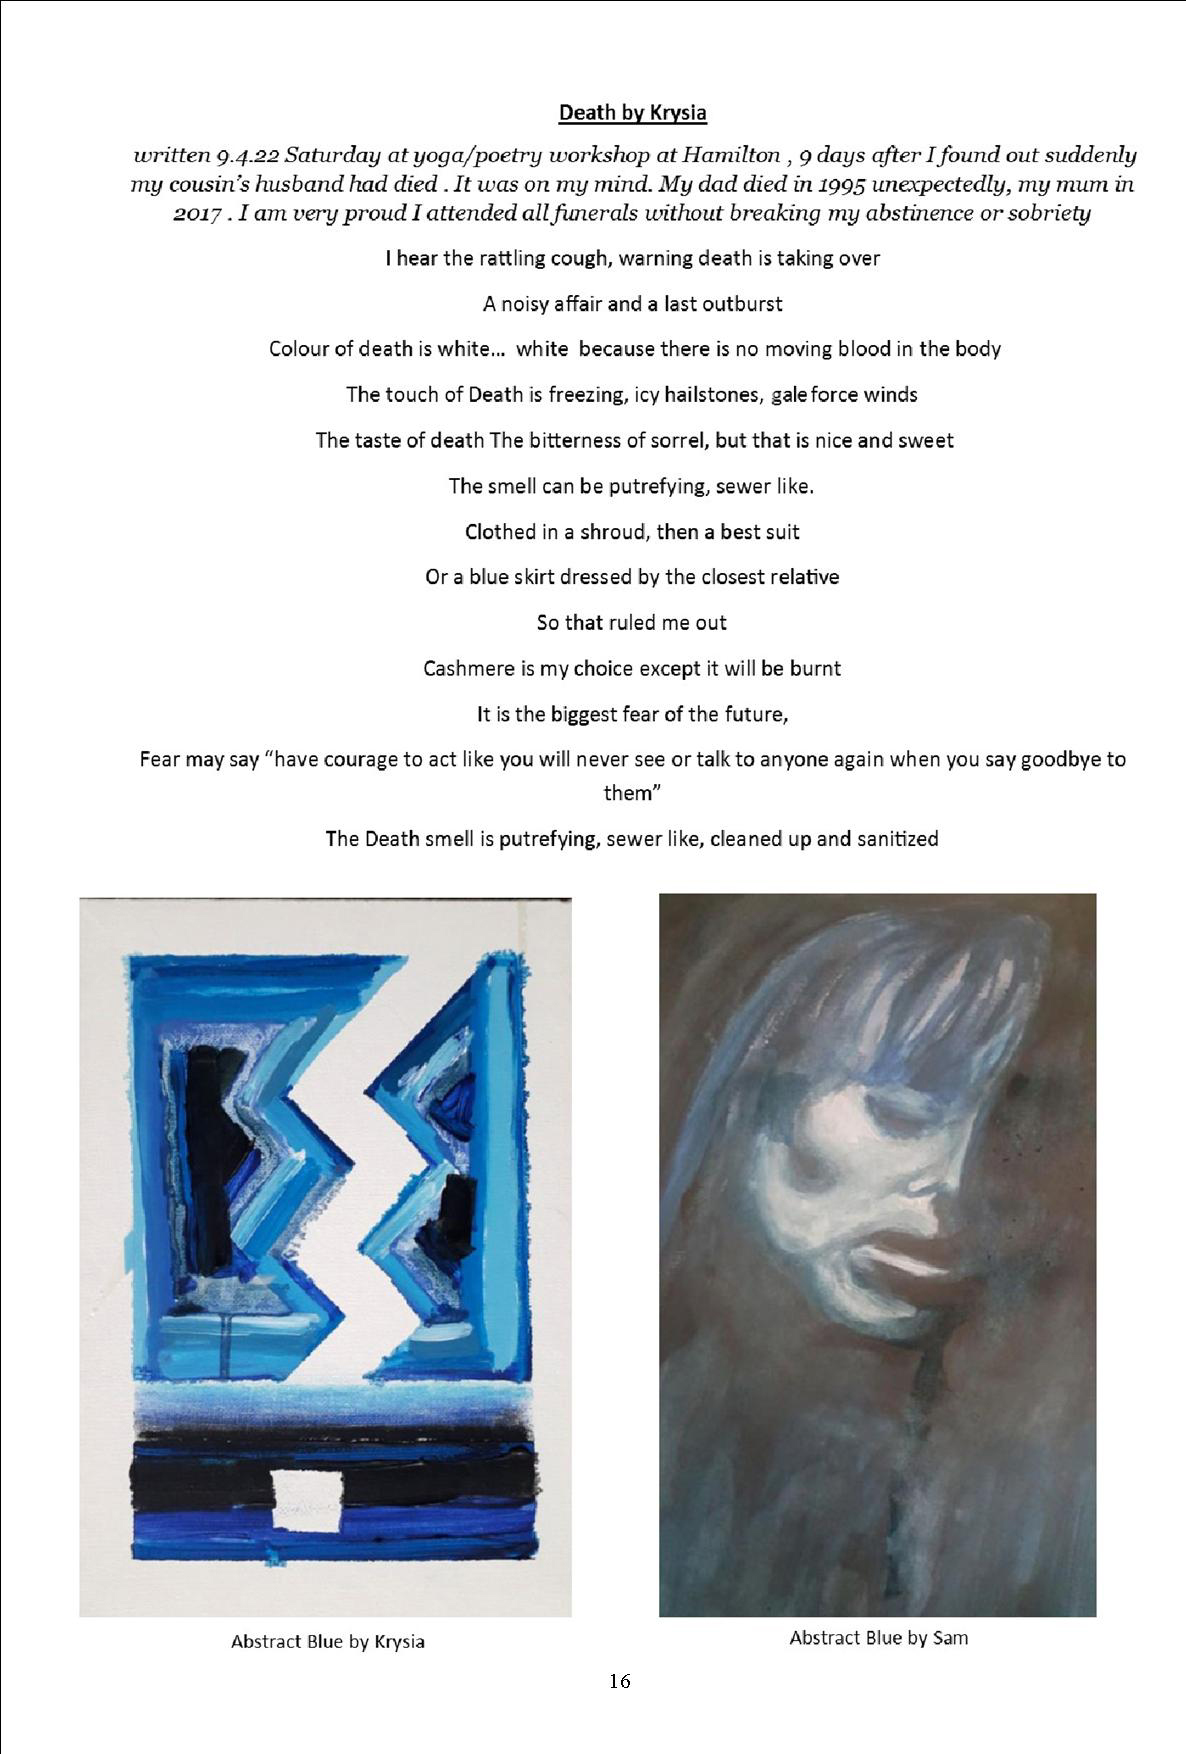 Death by Krysia
written 9.4.22 Saturday at yoga/poetry workshop at Hamilton , 9 days after I found out suddenly
my cousin's husband had died . It was on my mind. My dad died in 1995 unexpectedly, my mum in
2017 . I am very proud I attended all funerals without breaking my abstinence or sobriety
I hear the rattling cough, warning death is taking over
A noisy affair and a last outburst
Colour of death is white... white because there is no moving blood in the body
The touch of Death is freezing, icy hailstones, gale force winds
The taste of death The bitterness of sorrel, but that is nice and sweet
The smell can be putrefying, sewer like.
Clothed in a shroud, then a best suit
Or a blue skirt dressed by the closest relative
So that ruled me out
Cashmere is my choice except it will be burnt
It is the biggest fear of the future,
Fear may say “have courage to act like you will never see or talk to anyone again when you say goodbye to
them”
The Death smell is putrefying, sewer like, cleaned up and sanitized
Abstract Blue by Krysia
Abstract Blue by Sam
16